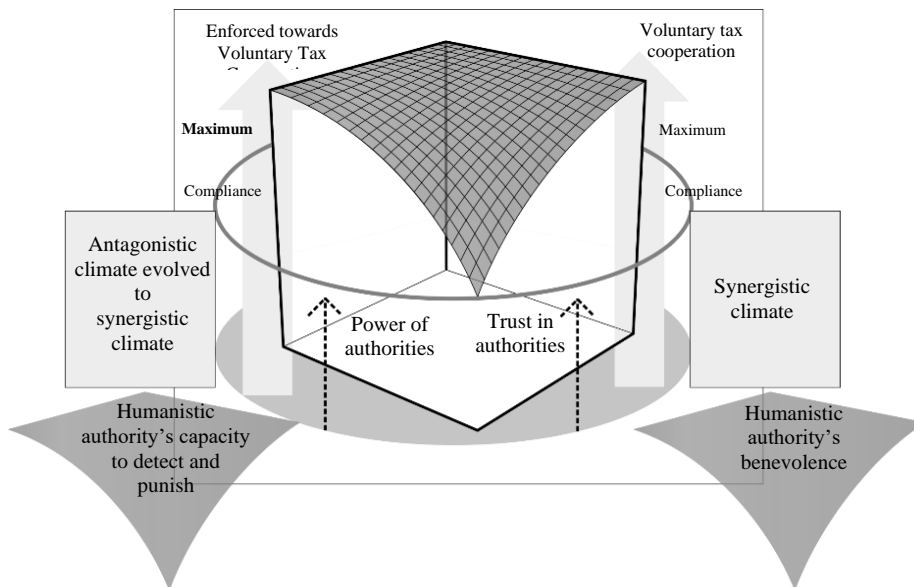 Enforced towards
Voluntary Tax
Voluntary tax
cooperation
Maximum
Maximum
Compliance
Compliance
Antagonistic
climate evolved
to
synergistic
climate
Synergistic
climate
Power of
authorities
Trust in
authorities
Humanistic
authority’s capacity
to detect and
punish
Humanistic
authority’s
benevolence